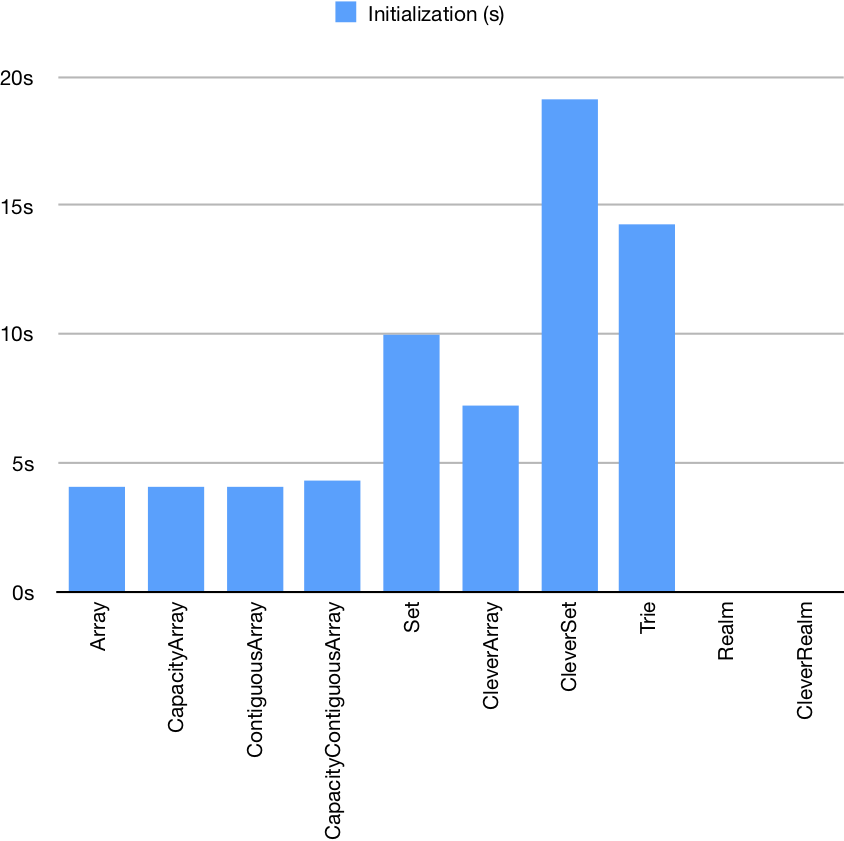 Initialization (s)
20s
15s
10s
5s
0s
Array
CapacityArray
ContiguousArray
CapacityContiguousArray
Set
CleverArray
CleverSet
Trie
Realm
CleverRealm